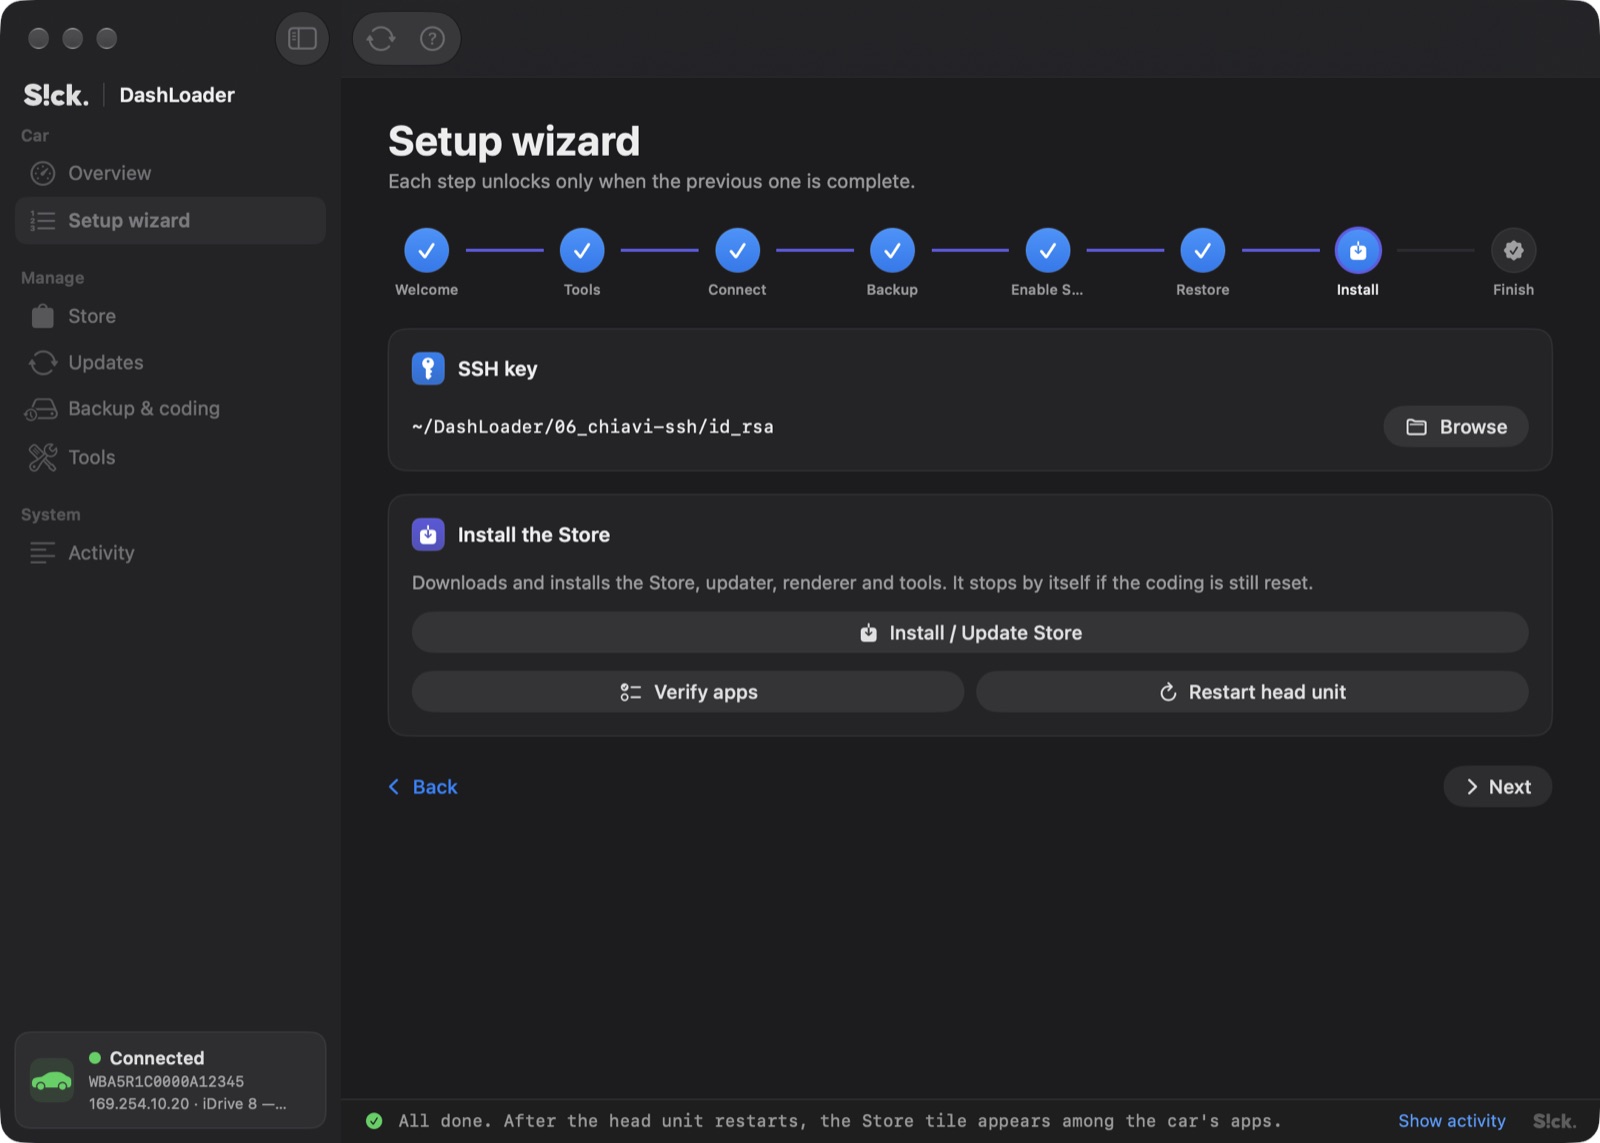 S!ck. DashLoader
Car
Overview
Setup wizard
Manage
Store
Updates
Backup & coding
Tools
System
Activity
Connected
WBA5R1C0000A12345
169.254.10.20 · iDrive 8 —...
Setup wizard
Each step unlocks only when the previous one is complete.
Welcome Tools Connect Backup Enable S... Restore Install Finish
SSH key
~/DashLoader/06_chiavi-ssh/id_rsa Browse
Install the Store
Downloads and installs the Store, updater, renderer and tools. It stops by itself if the coding is still reset.
Install / Update Store
Verify apps Restart head unit
Back Next
All done. After the head unit restarts, the Store tile appears among the car's apps. Show activity S!ck.